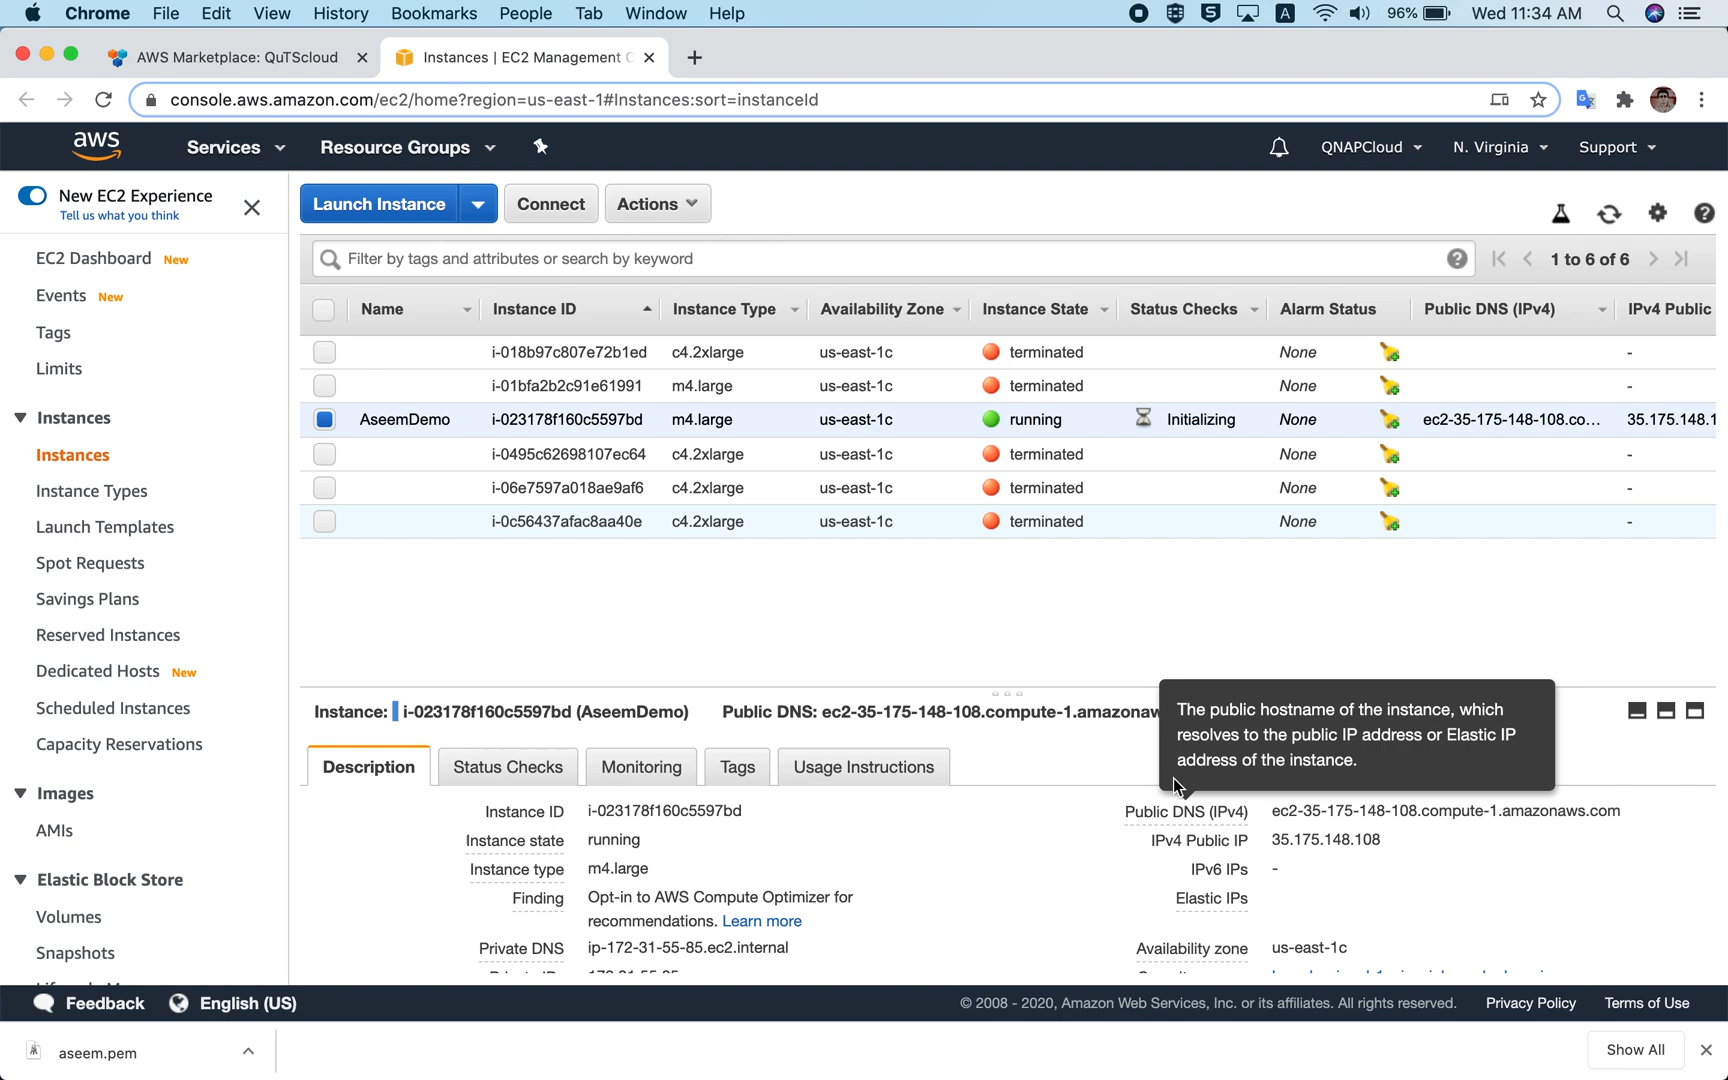 Chrome File Edit View History Bookmarks People Tab Window Help 96% Wed 11:34 AM
AWS Marketplace: QuTScloud Instances | EC2 Management C
console.aws.amazon.com/ec2/home?region=us-east-1#Instances:sort=instanceId
aws Services Resource Groups QNAPCloud N. Virginia Support
New EC2 Experience
Tell us what you think
EC2 Dashboard New
Events New
Tags
Limits
Instances
Instances
Instance Types
Launch Templates
Spot Requests
Savings Plans
Reserved Instances
Dedicated Hosts New
Scheduled Instances
Capacity Reservations
Images
AMIs
Elastic Block Store
Volumes
Snapshots
Launch Instance Connect Actions
Filter by tags and attributes or search by keyword 1 to 6 of 6
Name Instance ID Instance Type Availability Zone Instance State Status Checks Alarm Status Public DNS (IPv4) IPv4 Public
i-018b97c807e72b1ed c4.2xlarge us-east-1c terminated None -
i-01bfa2b2c91e61991 m4.large us-east-1c terminated None -
AseemDemo i-023178f160c5597bd m4.large us-east-1c running Initializing None ec2-35-175-148-108.co... 35.175.148.1
i-0495c62698107ec64 c4.2xlarge us-east-1c terminated None -
i-06e7597a018ae9af6 c4.2xlarge us-east-1c terminated None -
i-0c56437afac8aa40e c4.2xlarge us-east-1c terminated None -
Instance: i-023178f160c5597bd (AseemDemo) Public DNS: ec2-35-175-148-108.compute-1.amazonaw
The public hostname of the instance, which
resolves to the public IP address or Elastic IP
address of the instance.
Description Status Checks Monitoring Tags Usage Instructions
Instance ID i-023178f160c5597bd
Instance state running
Instance type m4.large
Finding Opt-in to AWS Compute Optimizer for
recommendations. Learn more
Private DNS ip-172-31-55-85.ec2.internal
Public DNS (IPv4) ec2-35-175-148-108.compute-1.amazonaws.com
IPv4 Public IP 35.175.148.108
IPv6 IPs -
Elastic IPs
Availability zone us-east-1c
Feedback English (US) © 2008 - 2020, Amazon Web Services, Inc. or its affiliates. All rights reserved. Privacy Policy Terms of Use
aseem.pem Show All